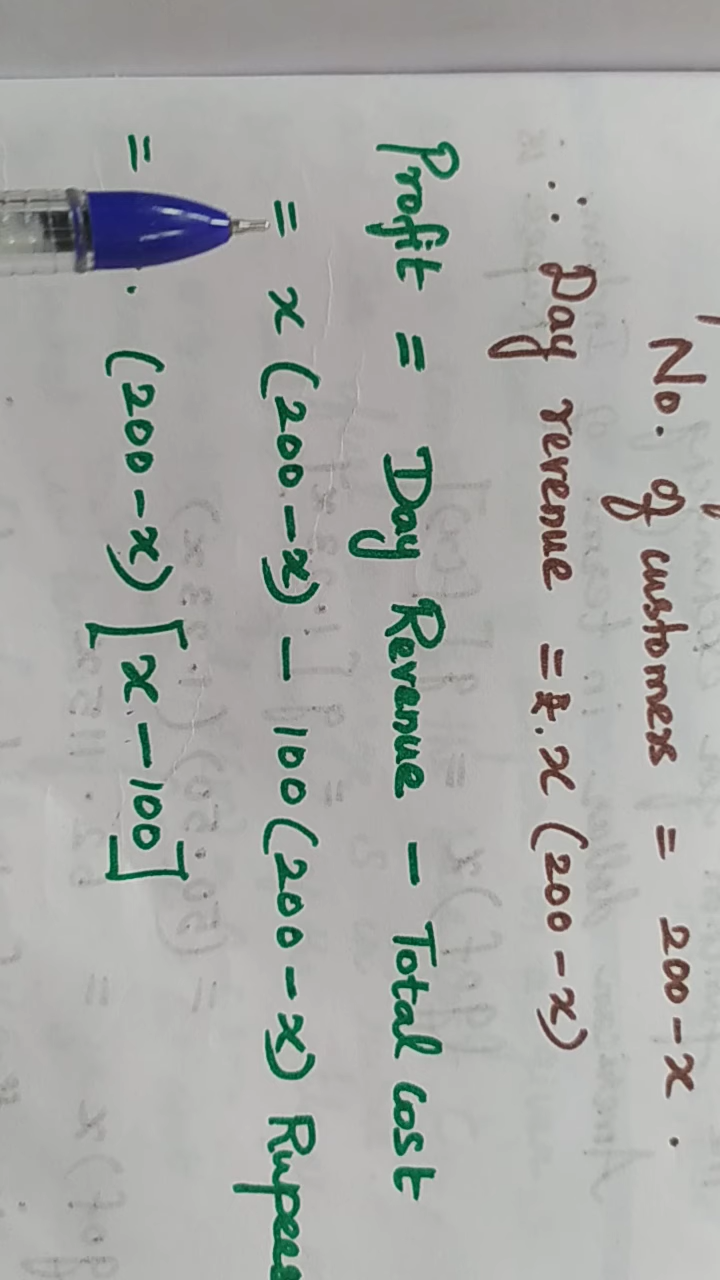 No. of customers = 200 - x.
∴ Day revenue = x. x (200 - x)
Profit = Day Revenue - Total cost
= x (200 - x) - 100 (200 - x) Rupees
= . (200 - x) [x - 100]